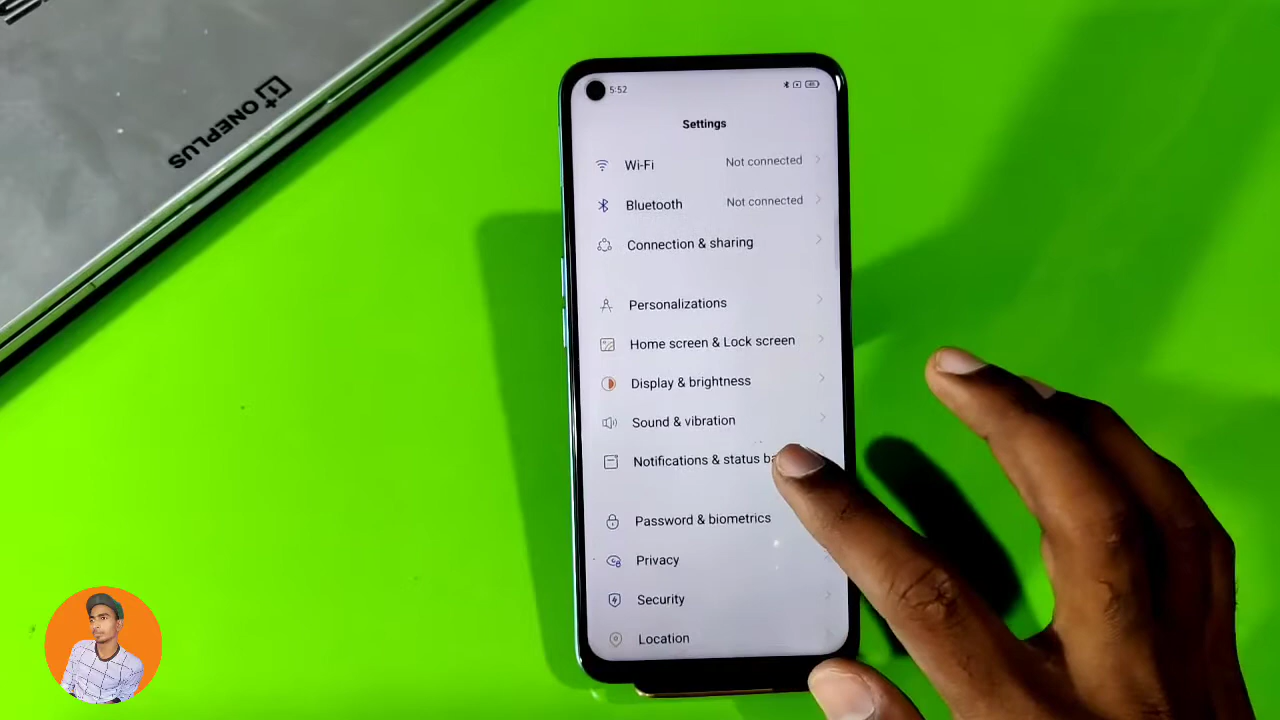 ONEPLUS
5:52
Settings
Wi-Fi Not connected
Bluetooth Not connected
Connection & sharing
Personalizations
Home screen & Lock screen
Display & brightness
Sound & vibration
Notifications & status ba
Password & biometrics
Privacy
Security
Location